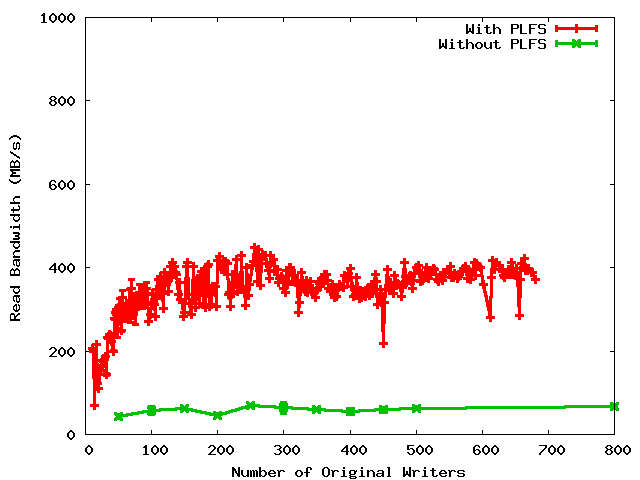 With PLFS
Without PLFS
1000
800
600
400
200
0
Read Bandwidth (MB/s)
0 100 200 300 400 500 600 700 800
Number of Original Writers